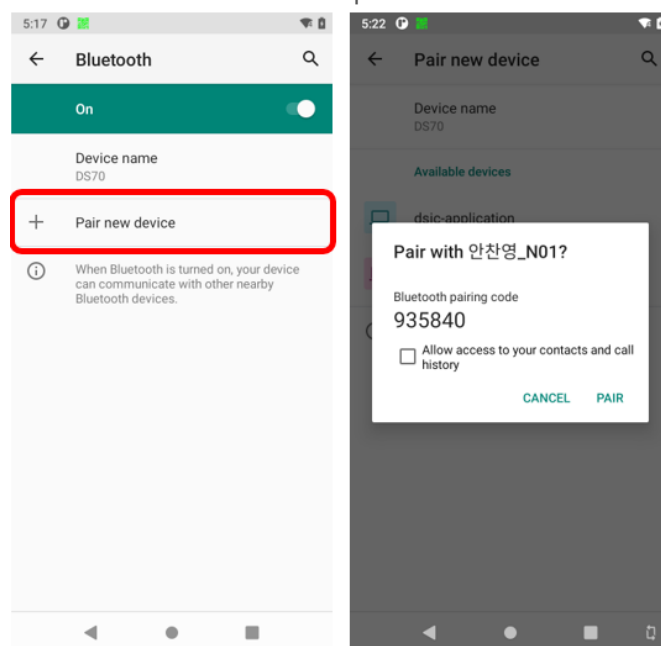 5:17
Bluetooth
On
Device name
DS70
Pair new device
When Bluetooth is turned on, your device
can communicate with other nearby
Bluetooth devices.
5:22
Pair new device
Device name
DS70
Available devices
dsic-application
Pair with 안찬영_N01?
Bluetooth pairing code
935840
Allow access to your contacts and call
history
CANCEL PAIR